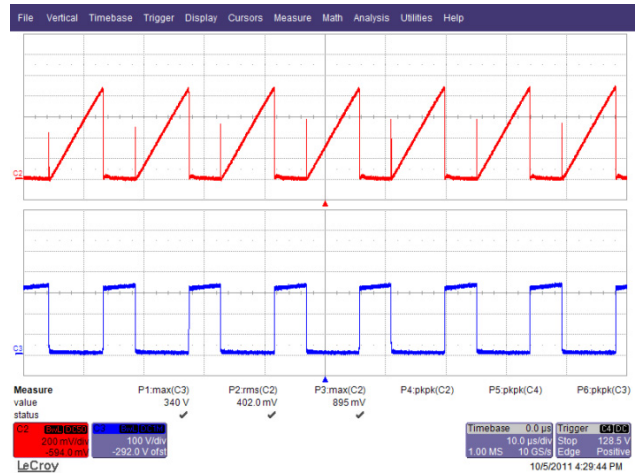 File Vertical Timebase Trigger Display Cursors Measure Math Analysis Utilities Help
C2
C3
Measure P1:max(C3) P2:rms(C2) P3:max(C2) P4:pkpk(C2) P5:pkpk(C4) P6:pkpk(C3)
value 340 V 402.0 mV 895 mV
status
C2 BwL DC50
200 mV/div
-594.0 mV
100 V/div
-292.0 V ofst
Timebase 0.0 µs
10.0 µs/div
1.00 MS 10 GS/s
Trigger C4 DC
Stop 128.5 V
Edge Positive
LeCroy
10/5/2011 4:29:44 PM